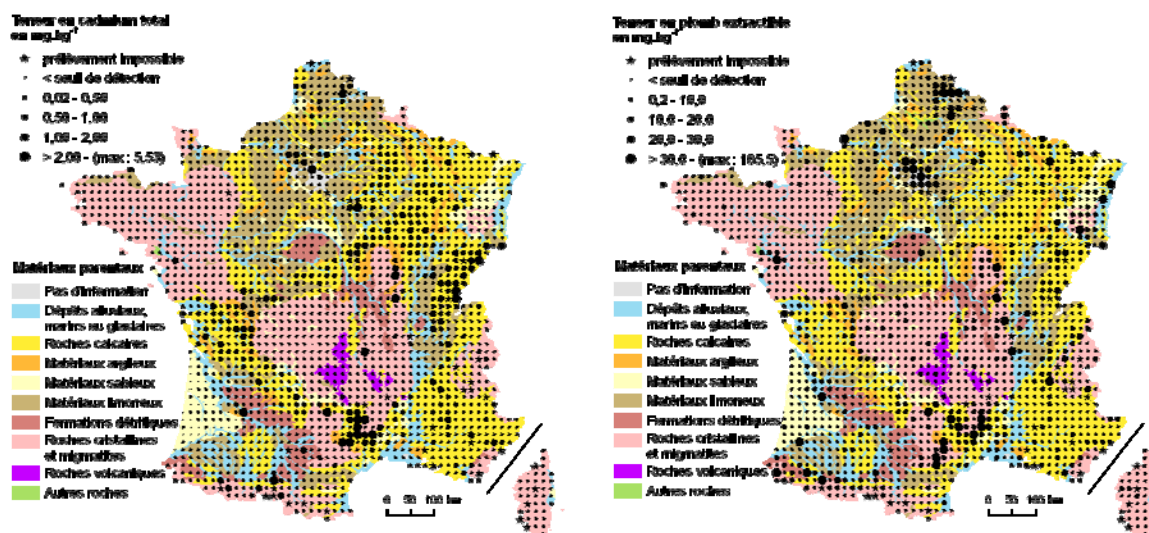 Teneur en cadmium total
en mg.kg⁻¹
prélèvement impossible
< seuil de détection
0,02 - 0,50
0,50 - 1,00
1,00 - 2,00
> 2,00 - (max : 5.53)
Matériaux parentaux
Pas d'information
Dépôts alluviaux,
marins ou glaciaires
Roches calcaires
Matériaux argileux
Matériaux sableux
Matériaux limoneux
Formations détritiques
Roches cristallines
et migmatites
Roches volcaniques
Autres roches
0 50 100 km
Teneur en plomb extractible
en mg.kg⁻¹
prélèvement impossible
< seuil de détection
0,2 - 10,0
10,0 - 20,0
20,0 - 30,0
> 30,0 - (max : 165.5)
Matériaux parentaux
Pas d'information
Dépôts alluviaux,
marins ou glaciaires
Roches calcaires
Matériaux argileux
Matériaux sableux
Matériaux limoneux
Formations détritiques
Roches cristallines
et migmatites
Roches volcaniques
Autres roches
0 50 100 km